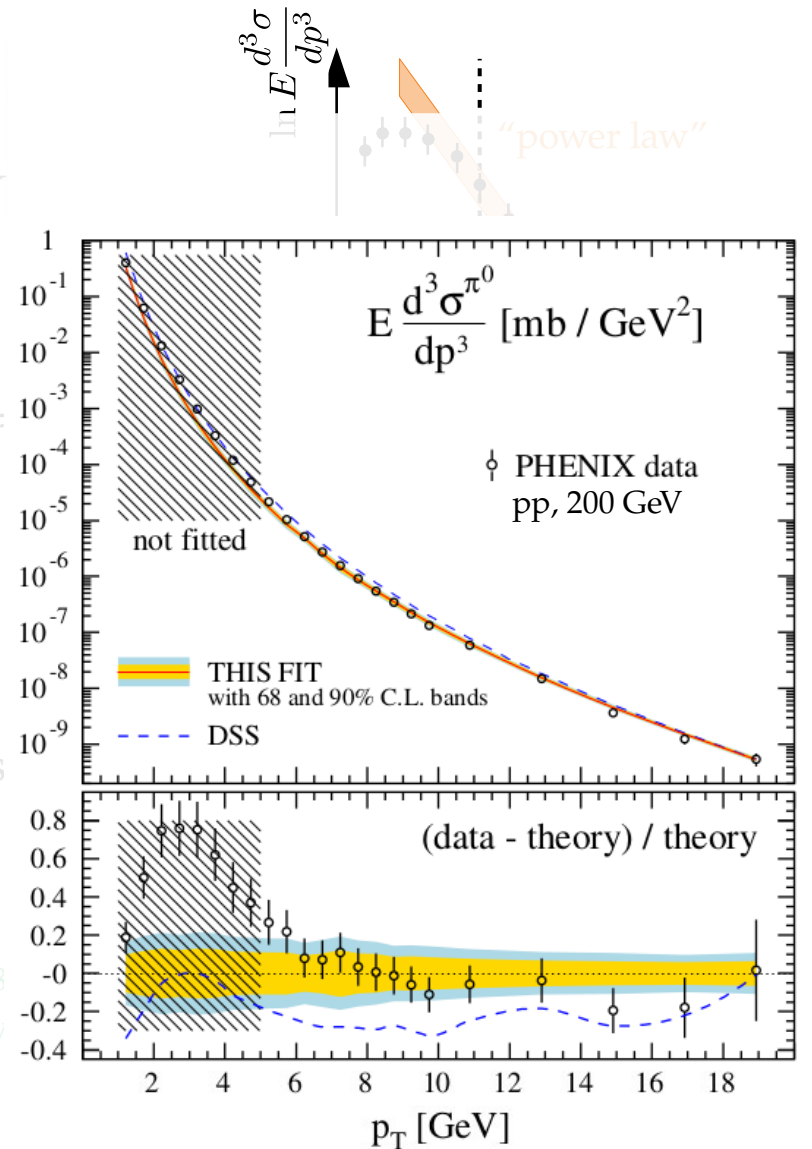 ln E d³σ / dp³
“power law”
1
10⁻¹
10⁻²
10⁻³
10⁻⁴
10⁻⁵
10⁻⁶
10⁻⁷
10⁻⁸
10⁻⁹
E d³σ^π⁰ / dp³ [mb / GeV²]
PHENIX data
pp, 200 GeV
not fitted
THIS FIT
with 68 and 90% C.L. bands
DSS
(data - theory) / theory
0.8
0.6
0.4
0.2
-0
-0.2
-0.4
2 4 6 8 10 12 14 16 18
p_T [GeV]